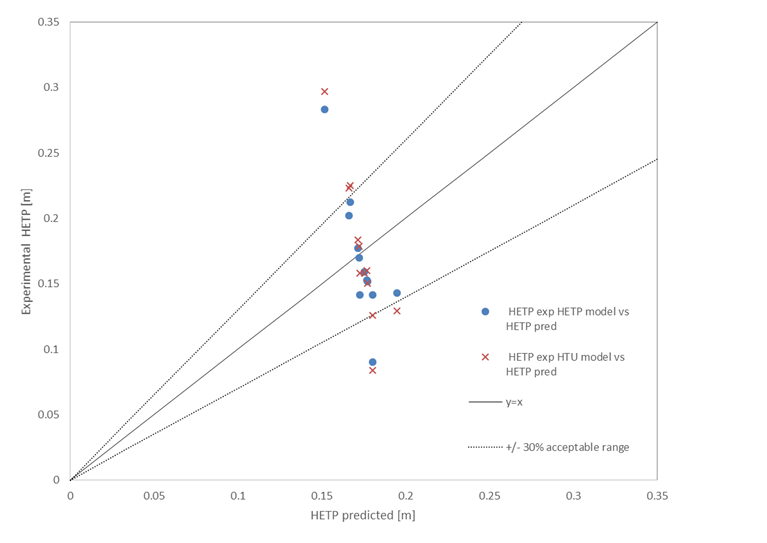 0.35
0.3
0.25
0.2
0.15
0.1
0.05
0
Experimental HETP [m]
0 0.05 0.1 0.15 0.2 0.25 0.3 0.35
HETP predicted [m]
HETP exp HETP model vs
HETP pred
HETP exp HTU model vs
HETP pred
y=x
+/- 30% acceptable range